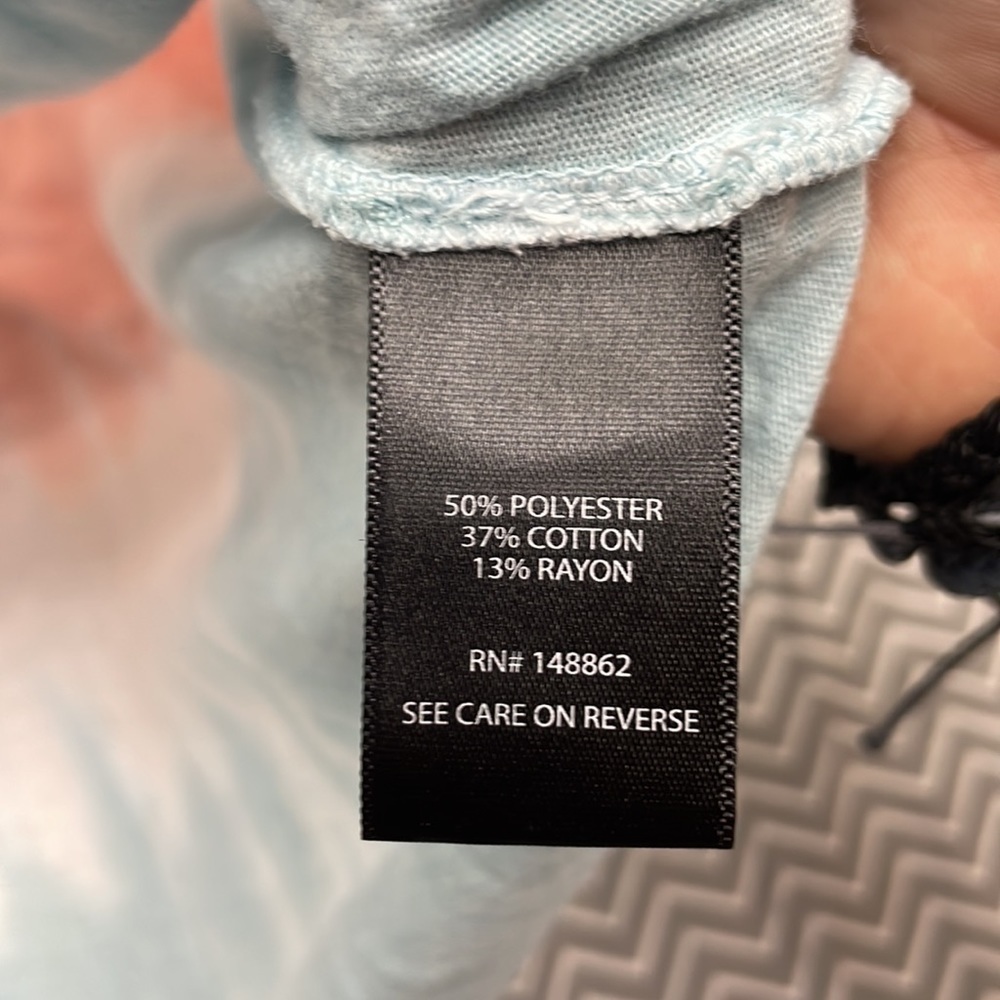 50% POLYESTER
37% COTTON
13% RAYON
RN# 148862
SEE CARE ON REVERSE